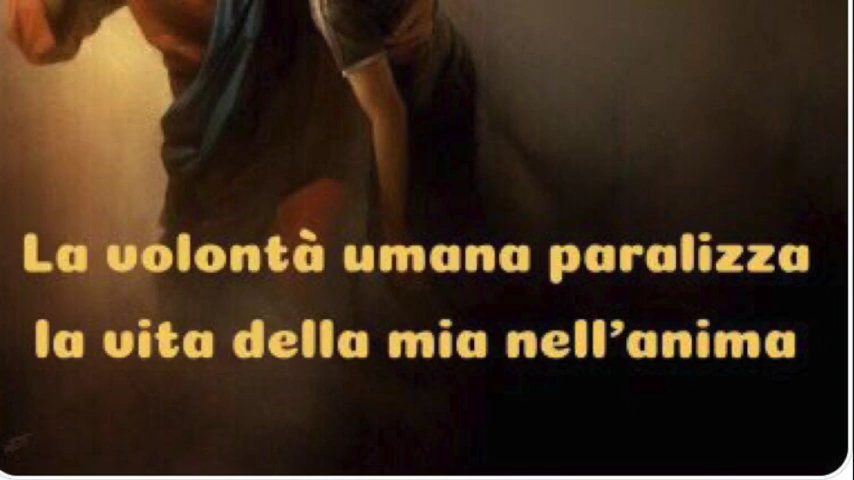 La volontà umana paralizza
la vita della mia nell’anima